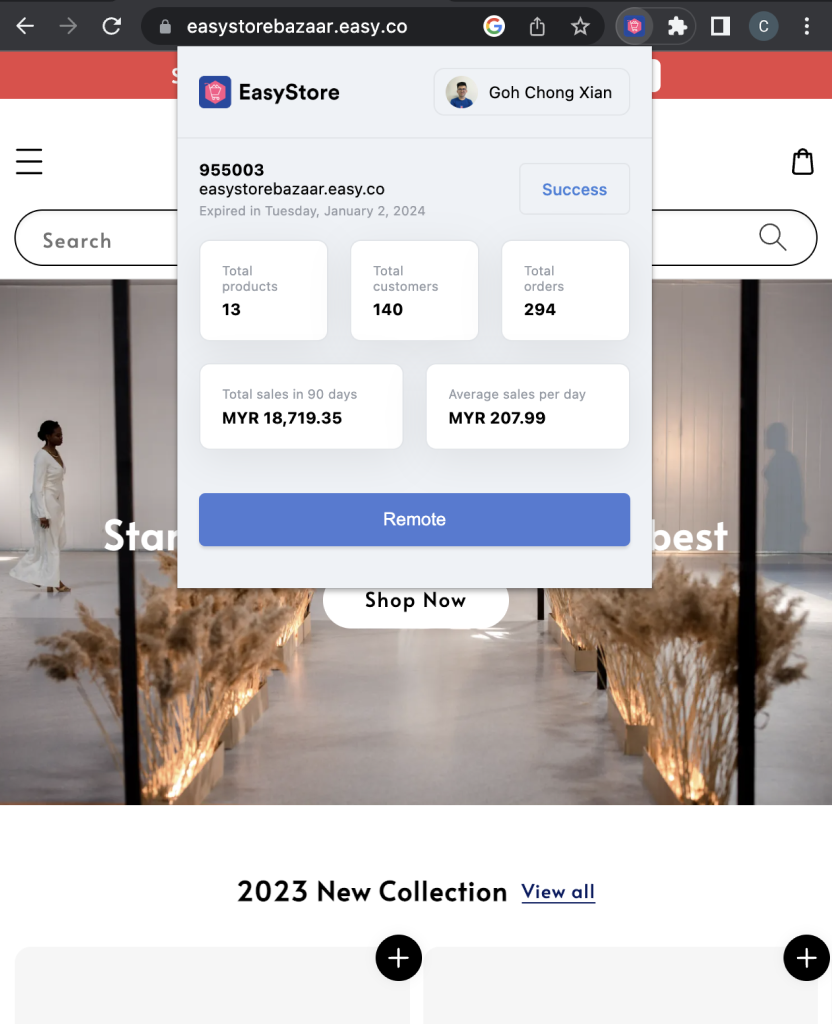 easystorebazaar.easy.co
C
EasyStore
Goh Chong Xian
955003
easystorebazaar.easy.co
Expired in Tuesday, January 2, 2024
Success
Search
Total
products
13
Total
customers
140
Total
orders
294
Total sales in 90 days
MYR 18,719.35
Average sales per day
MYR 207.99
Remote
best
Shop Now
2023 New Collection
View all